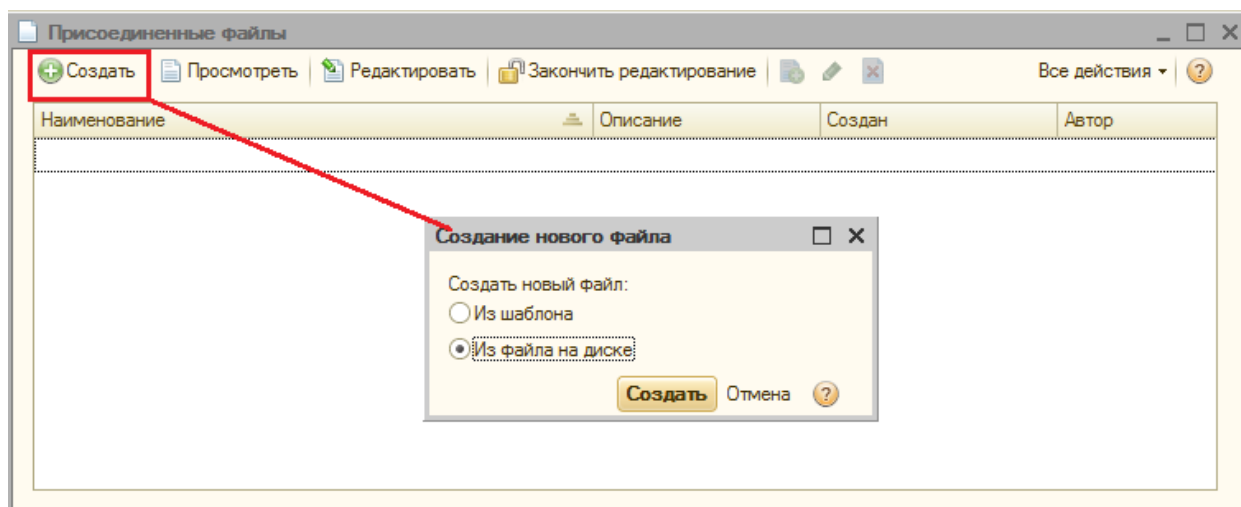 Присоединенные файлы
Создать Просмотреть Редактировать Закончить редактирование Все действия ?
Наименование Описание Создан Автор
Создание нового файла
Создать новый файл:
Из шаблона
Из файла на диске
Создать Отмена ?